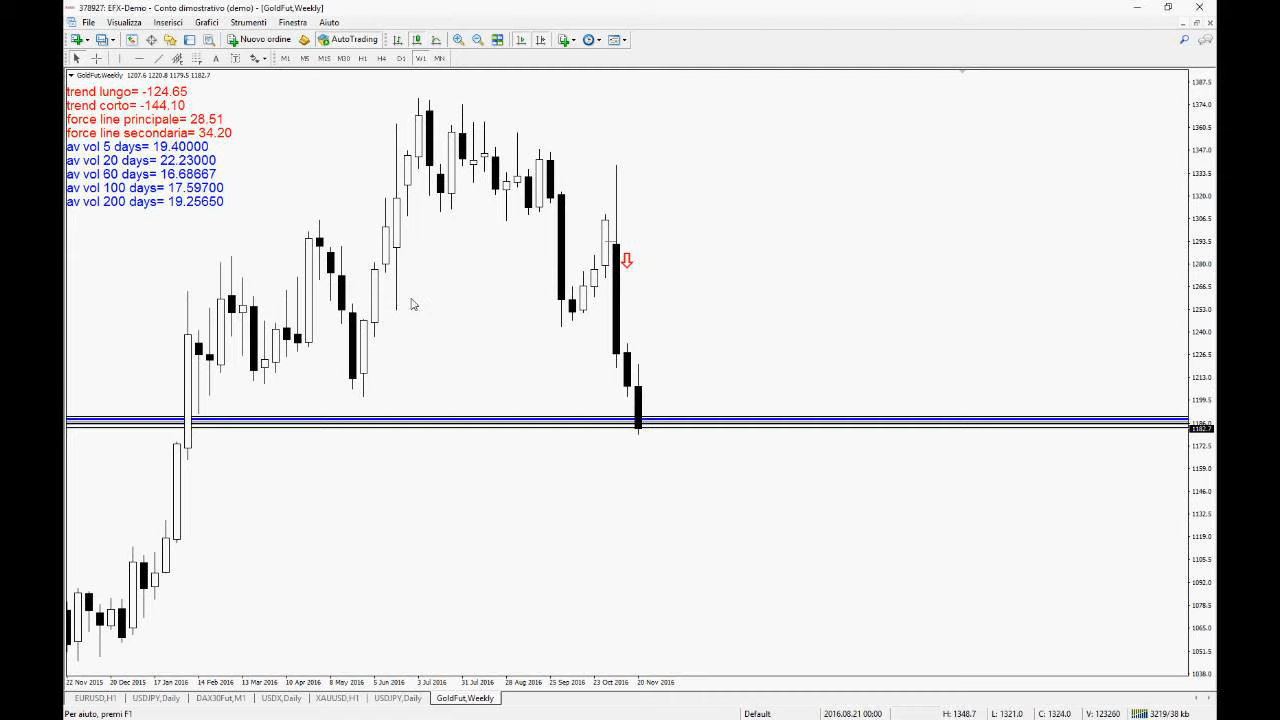 378927: EFX-Demo - Conto dimostrativo (demo) - [GoldFut,Weekly]
File Visualizza Inserisci Grafici Strumenti Finestra Aiuto
Nuovo ordine AutoTrading
A T M1 M5 M15 M30 H1 H4 D1 W1 MN
GoldFut,Weekly 1207.6 1220.8 1179.5 1182.7
trend lungo= -124.65
trend corto= -144.10
force line principale= 28.51
force line secondaria= 34.20
av vol 5 days= 19.40000
av vol 20 days= 22.23000
av vol 60 days= 16.68667
av vol 100 days= 17.59700
av vol 200 days= 19.25650
1387.5
1374.0
1360.5
1347.0
1333.5
1320.0
1306.5
1293.5
1280.0
1266.5
1253.0
1240.0
1226.5
1213.0
1199.5
1186.0
1182.7
1172.5
1159.0
1146.0
1132.5
1119.0
1105.5
1092.0
1078.5
1065.0
1051.5
1038.0
22 Nov 2015 20 Dec 2015 17 Jan 2016 14 Feb 2016 13 Mar 2016 10 Apr 2016 8 May 2016 5 Jun 2016 3 Jul 2016 31 Jul 2016 28 Aug 2016 25 Sep 2016 23 Oct 2016 20 Nov 2016
EURUSD,H1 USDJPY,Daily DAX30Fut,M1 USDX,Daily XAUUSD,H1 USDJPY,Daily GoldFut,Weekly
Per aiuto, premi F1 Default 2016.08.21 00:00 H: 1348.7 L: 1321.0 C: 1324.0 V: 123260 3219/38 kb